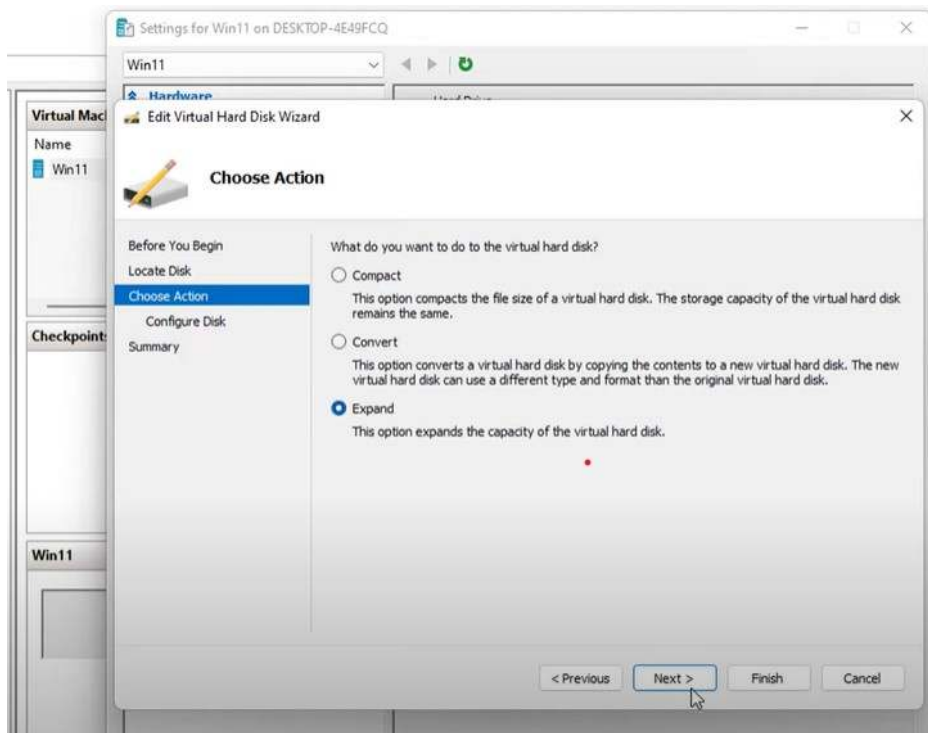 Settings for Win11 on DESKTOP-4E49FCQ
Win11
Hardware
Hard Drive
Virtual Mac
Name
Win11
Checkpoint
Win11
Edit Virtual Hard Disk Wizard
Choose Action
Before You Begin
Locate Disk
Choose Action
Configure Disk
Summary
What do you want to do to the virtual hard disk?
Compact
This option compacts the file size of a virtual hard disk. The storage capacity of the virtual hard disk
remains the same.
Convert
This option converts a virtual hard disk by copying the contents to a new virtual hard disk. The new
virtual hard disk can use a different type and format than the original virtual hard disk.
Expand
This option expands the capacity of the virtual hard disk.
< Previous
Next >
Finish
Cancel